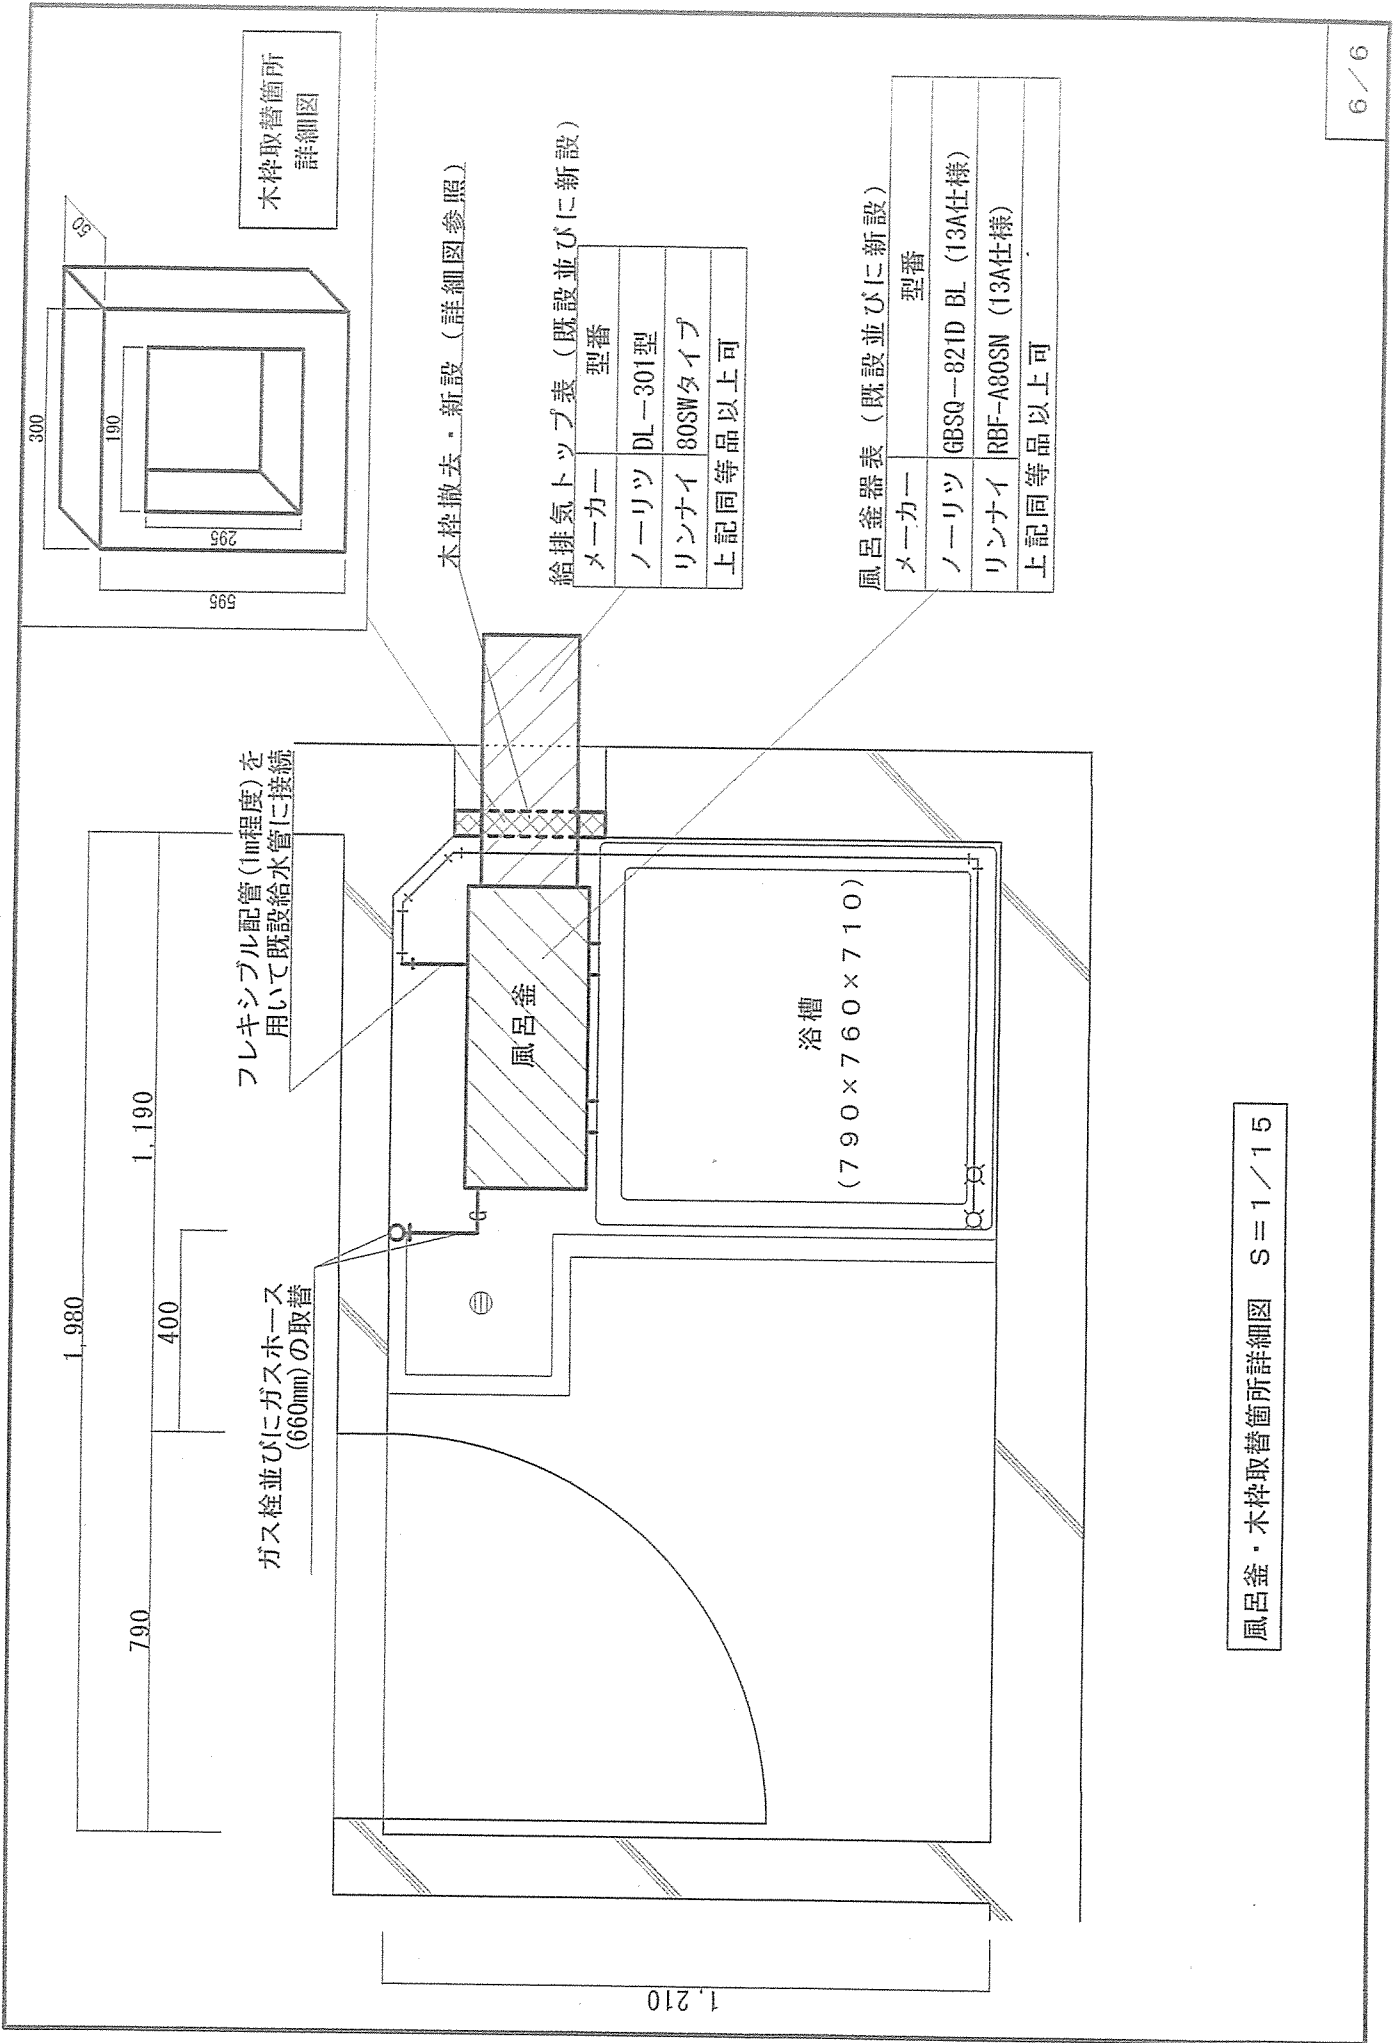 木枠取替箇所
詳細図
300
190
50
295
595
1,980
1,190
400
790
1,210
フレキシブル配管(1m程度)を
用いて既設給水管に接続
ガス栓並びにガスホース
(660mm)の取替
木枠撤去・新設（詳細図参照）
給排気トップ表（既設並びに新設）
メーカー 型番
ノーリツ DL-301型
リンナイ 80SWタイプ
上記同等品以上可
風呂釜器表（既設並びに新設）
メーカー 型番
ノーリツ GBSQ-821D BL (13A仕様)
リンナイ RBF-A80SN (13A仕様)
上記同等品以上可
風呂釜
G
浴槽
(790×760×710)
風呂釜・木枠取替箇所詳細図 S=1/15
6/6